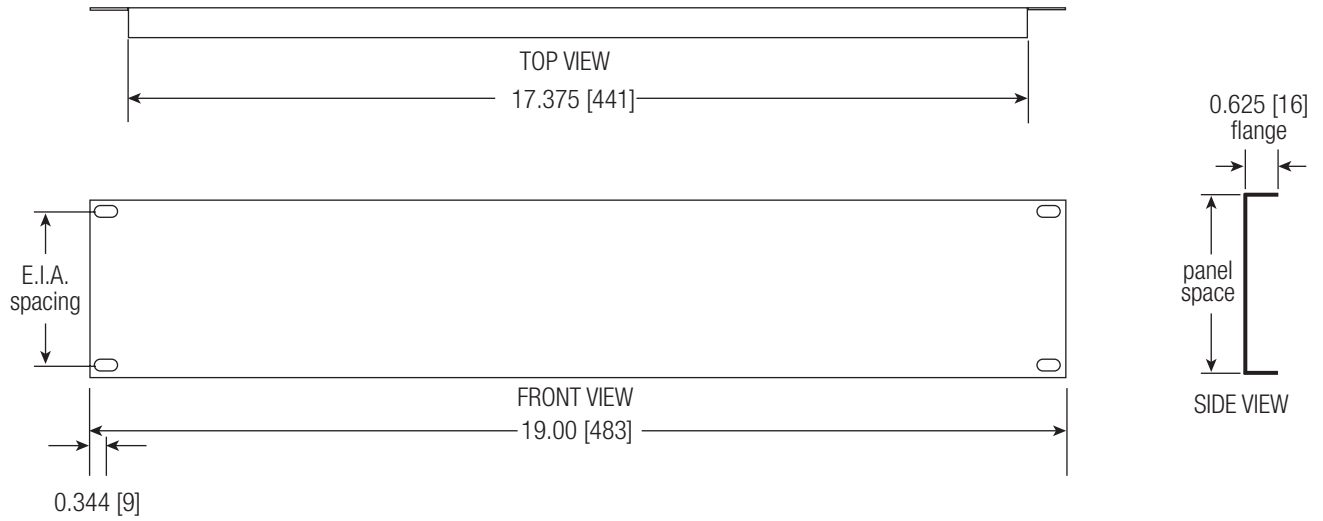 TOP VIEW
17.375 [441]
0.625 [16]
flange
E.I.A.
spacing
panel
space
FRONT VIEW
19.00 [483]
SIDE VIEW
0.344 [9]